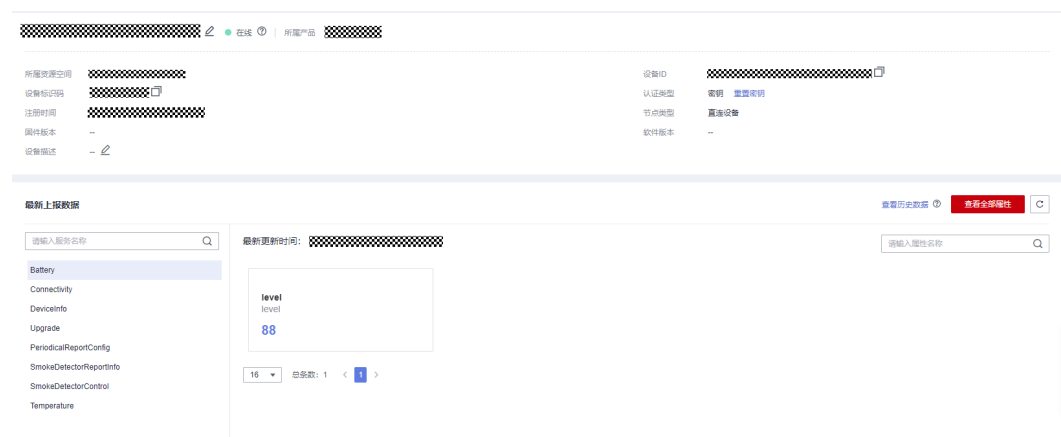 在线 所属产品
所属资源空间
设备ID
设备标识码
认证类型 密钥 重置密钥
注册时间
节点类型 直连设备
固件版本 --
软件版本 --
设备描述 --
最新上报数据
查看历史数据 查看全部属性
请输入服务名称
最新更新时间：
请输入属性名称
Battery
Connectivity
DeviceInfo
Upgrade
PeriodicalReportConfig
SmokeDetectorReportInfo
SmokeDetectorControl
Temperature
level
level
88
16 总条数：1 < 1 >